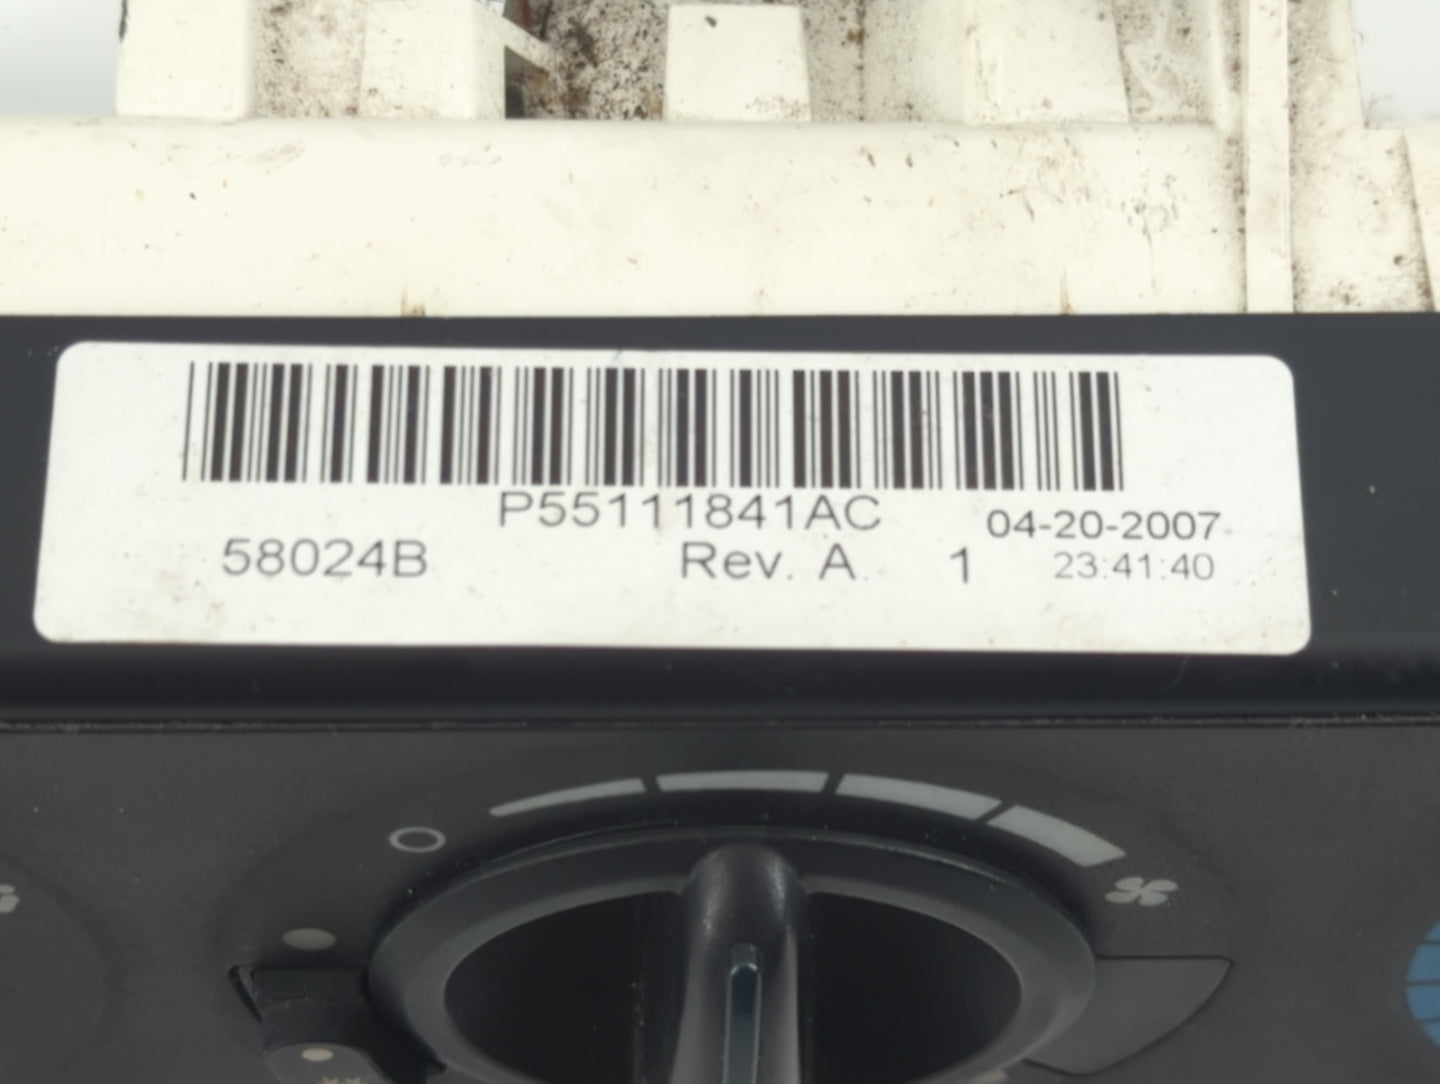 P55111841AC
04-20-2007
58024B Rev. A 1 23:41:40